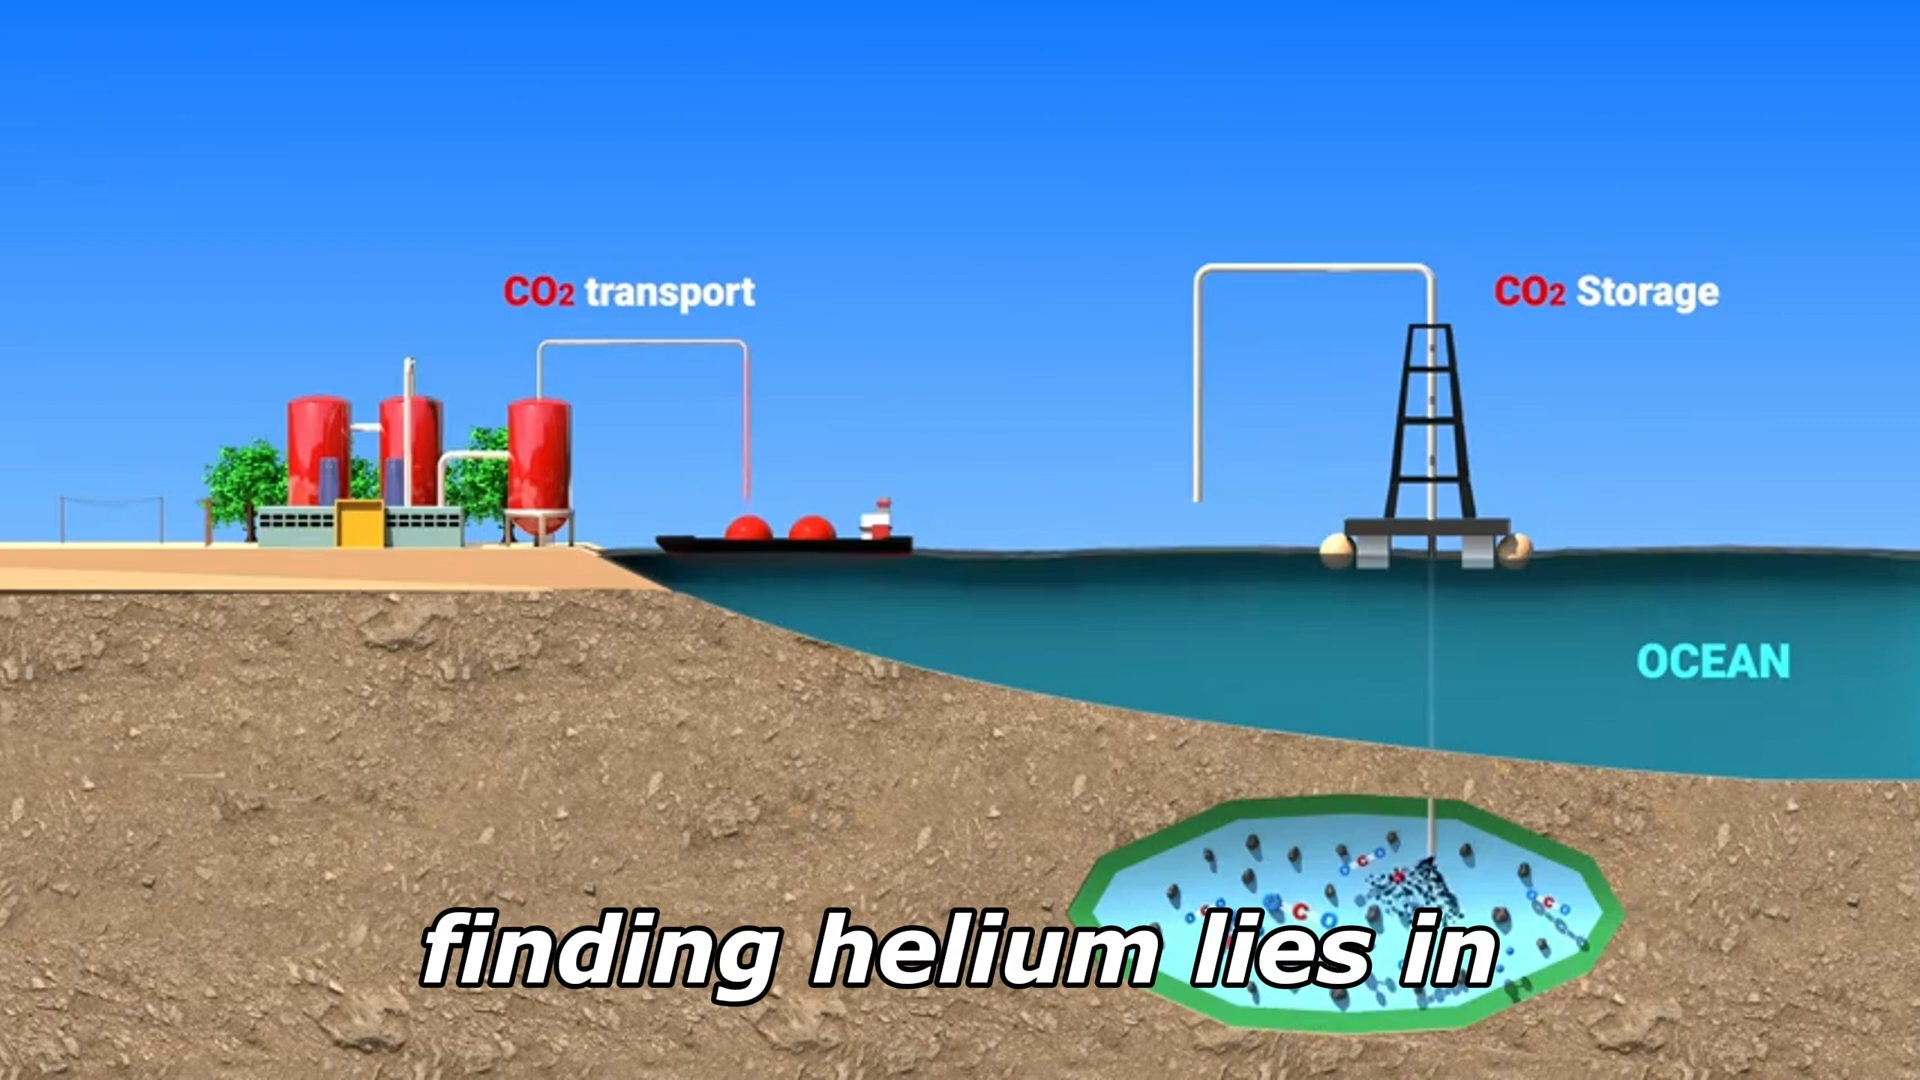 CO₂ transport
CO₂ Storage
OCEAN
finding helium lies in